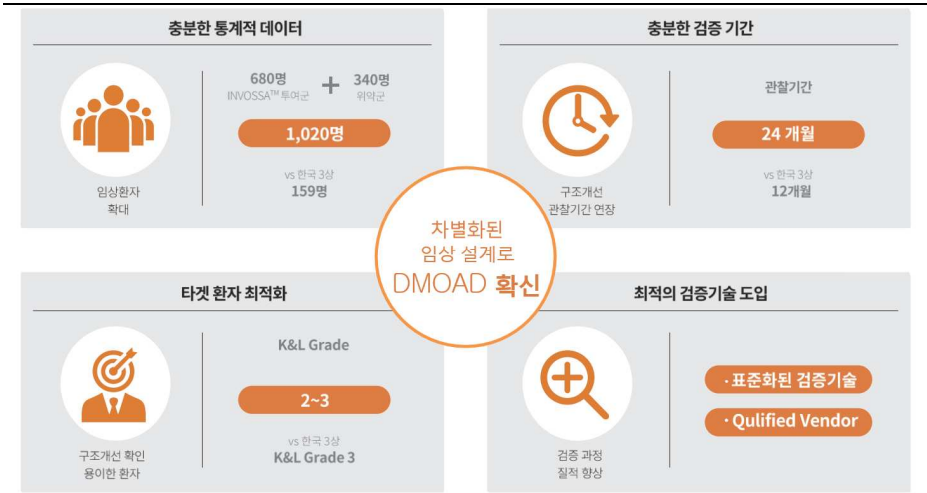 충분한 통계적 데이터
임상환자
확대
680명
INVOSSA™ 투여군
+
340명
위약군
1,020명
vs 한국 3상
159명
충분한 검증 기간
구조개선
관찰기간 연장
관찰기간
24 개월
vs 한국 3상
12개월
차별화된
임상 설계로
DMOAD 확신
타겟 환자 최적화
구조개선 확인
용이한 환자
K&L Grade
2~3
vs 한국 3상
K&L Grade 3
최적의 검증기술 도입
검증 과정
질적 향상
· 표준화된 검증기술
· Qulified Vendor